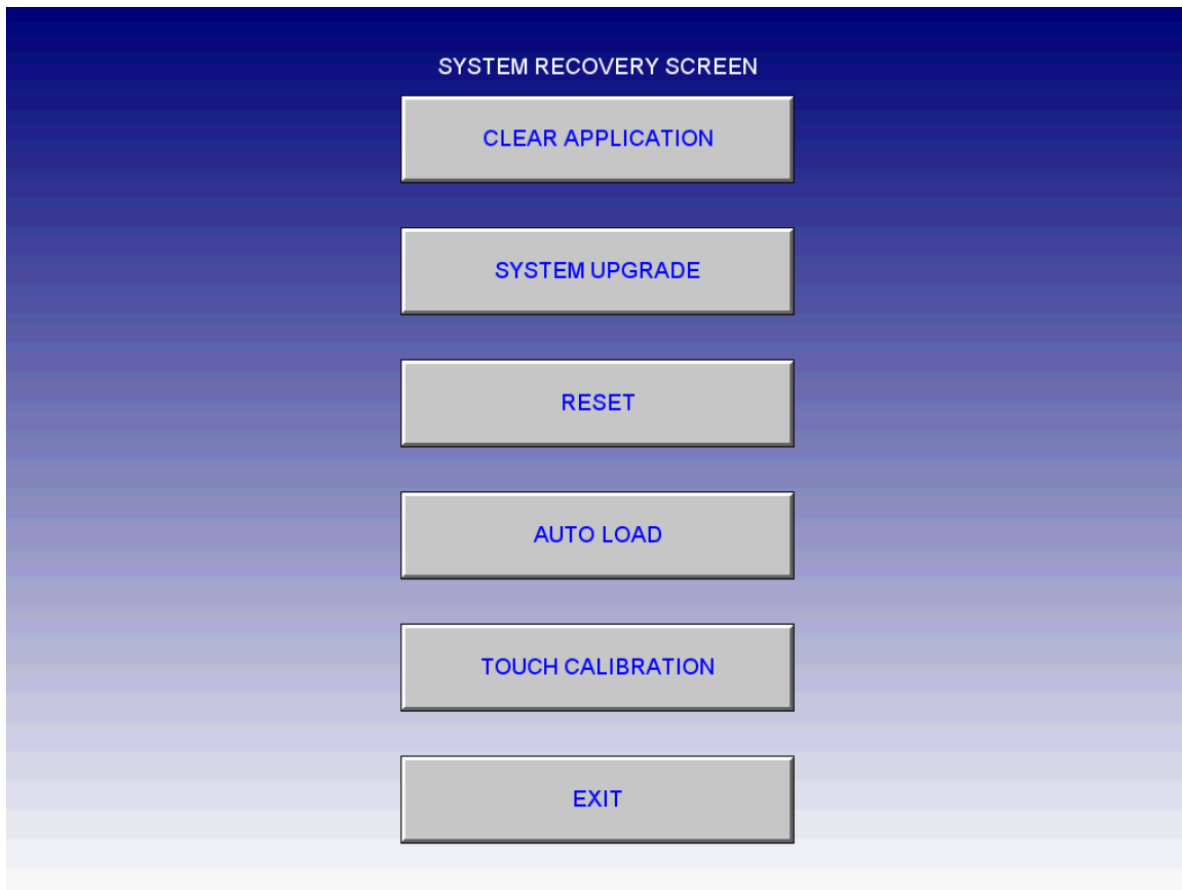 SYSTEM RECOVERY SCREEN
CLEAR APPLICATION
SYSTEM UPGRADE
RESET
AUTO LOAD
TOUCH CALIBRATION
EXIT